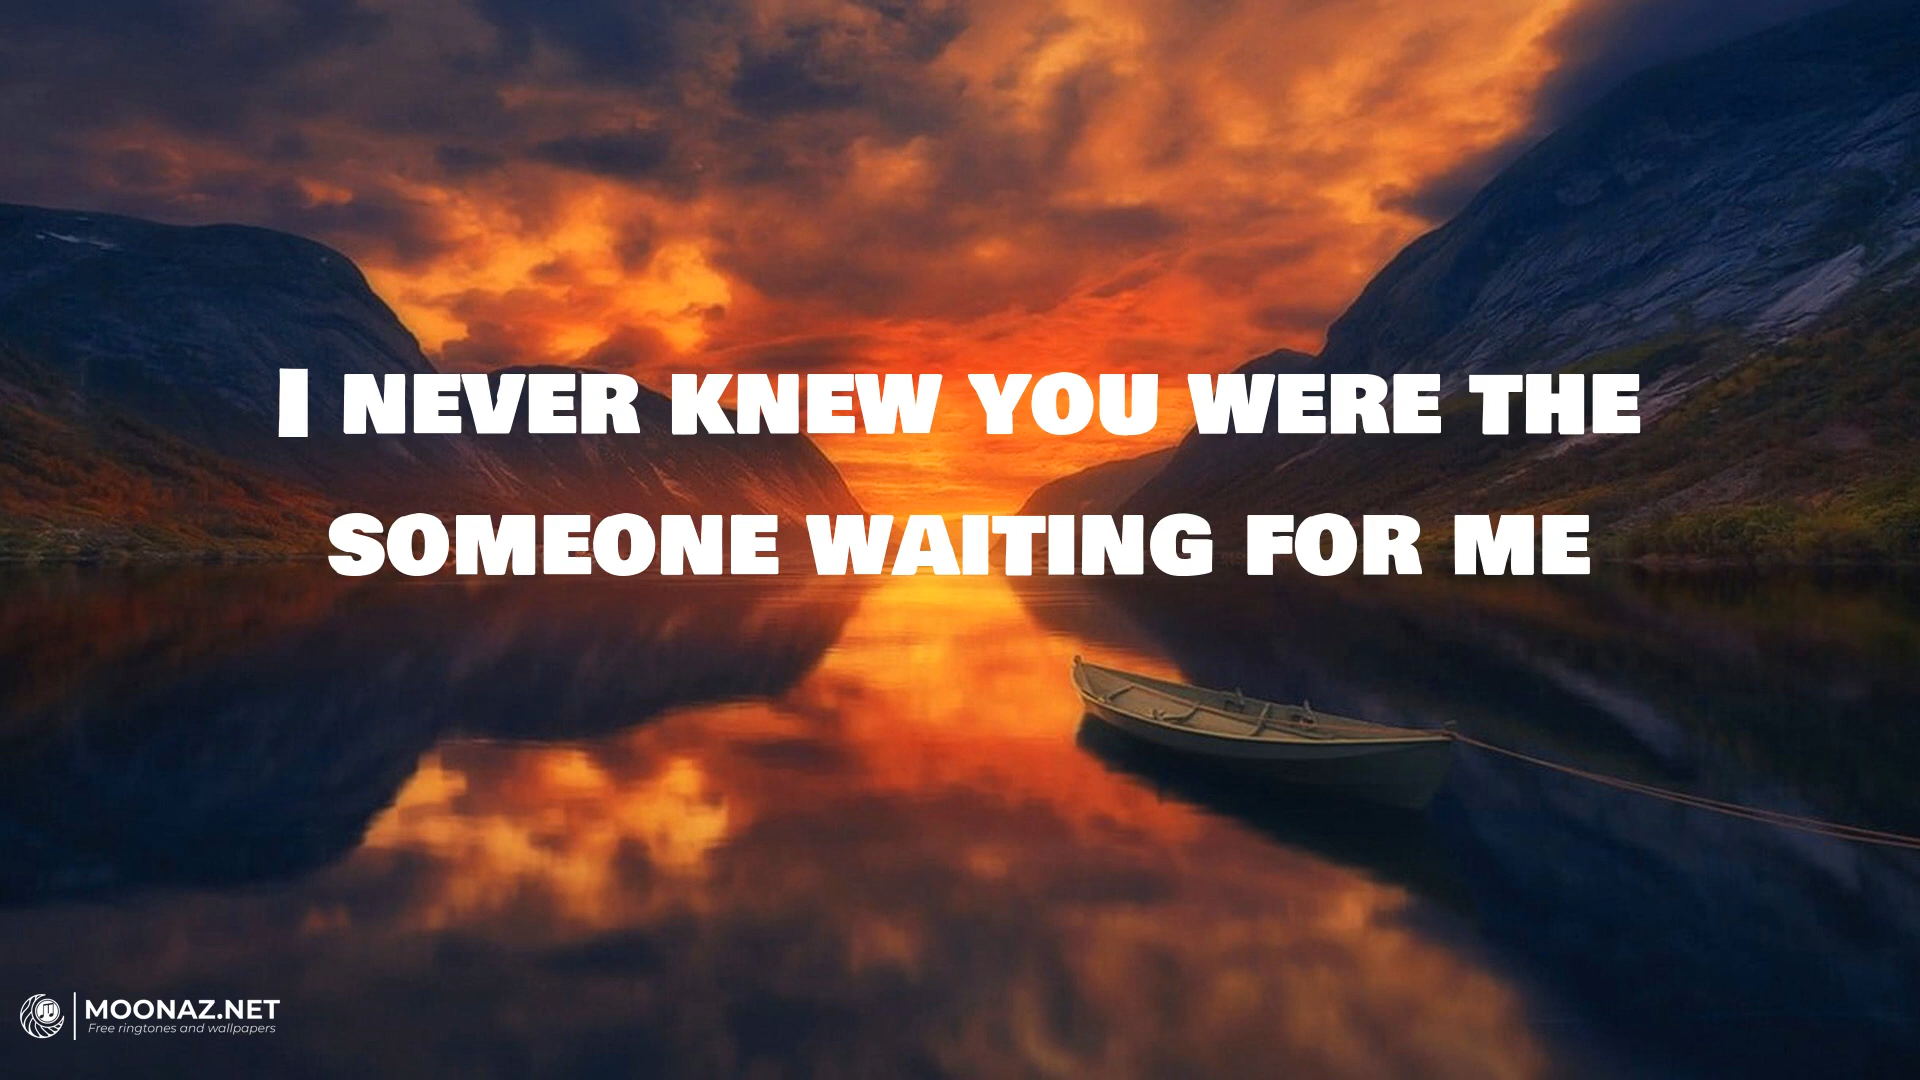 I NEVER KNEW YOU WERE THE
SOMEONE WAITING FOR ME
MOONAZ.NET
Free ringtones and wallpapers